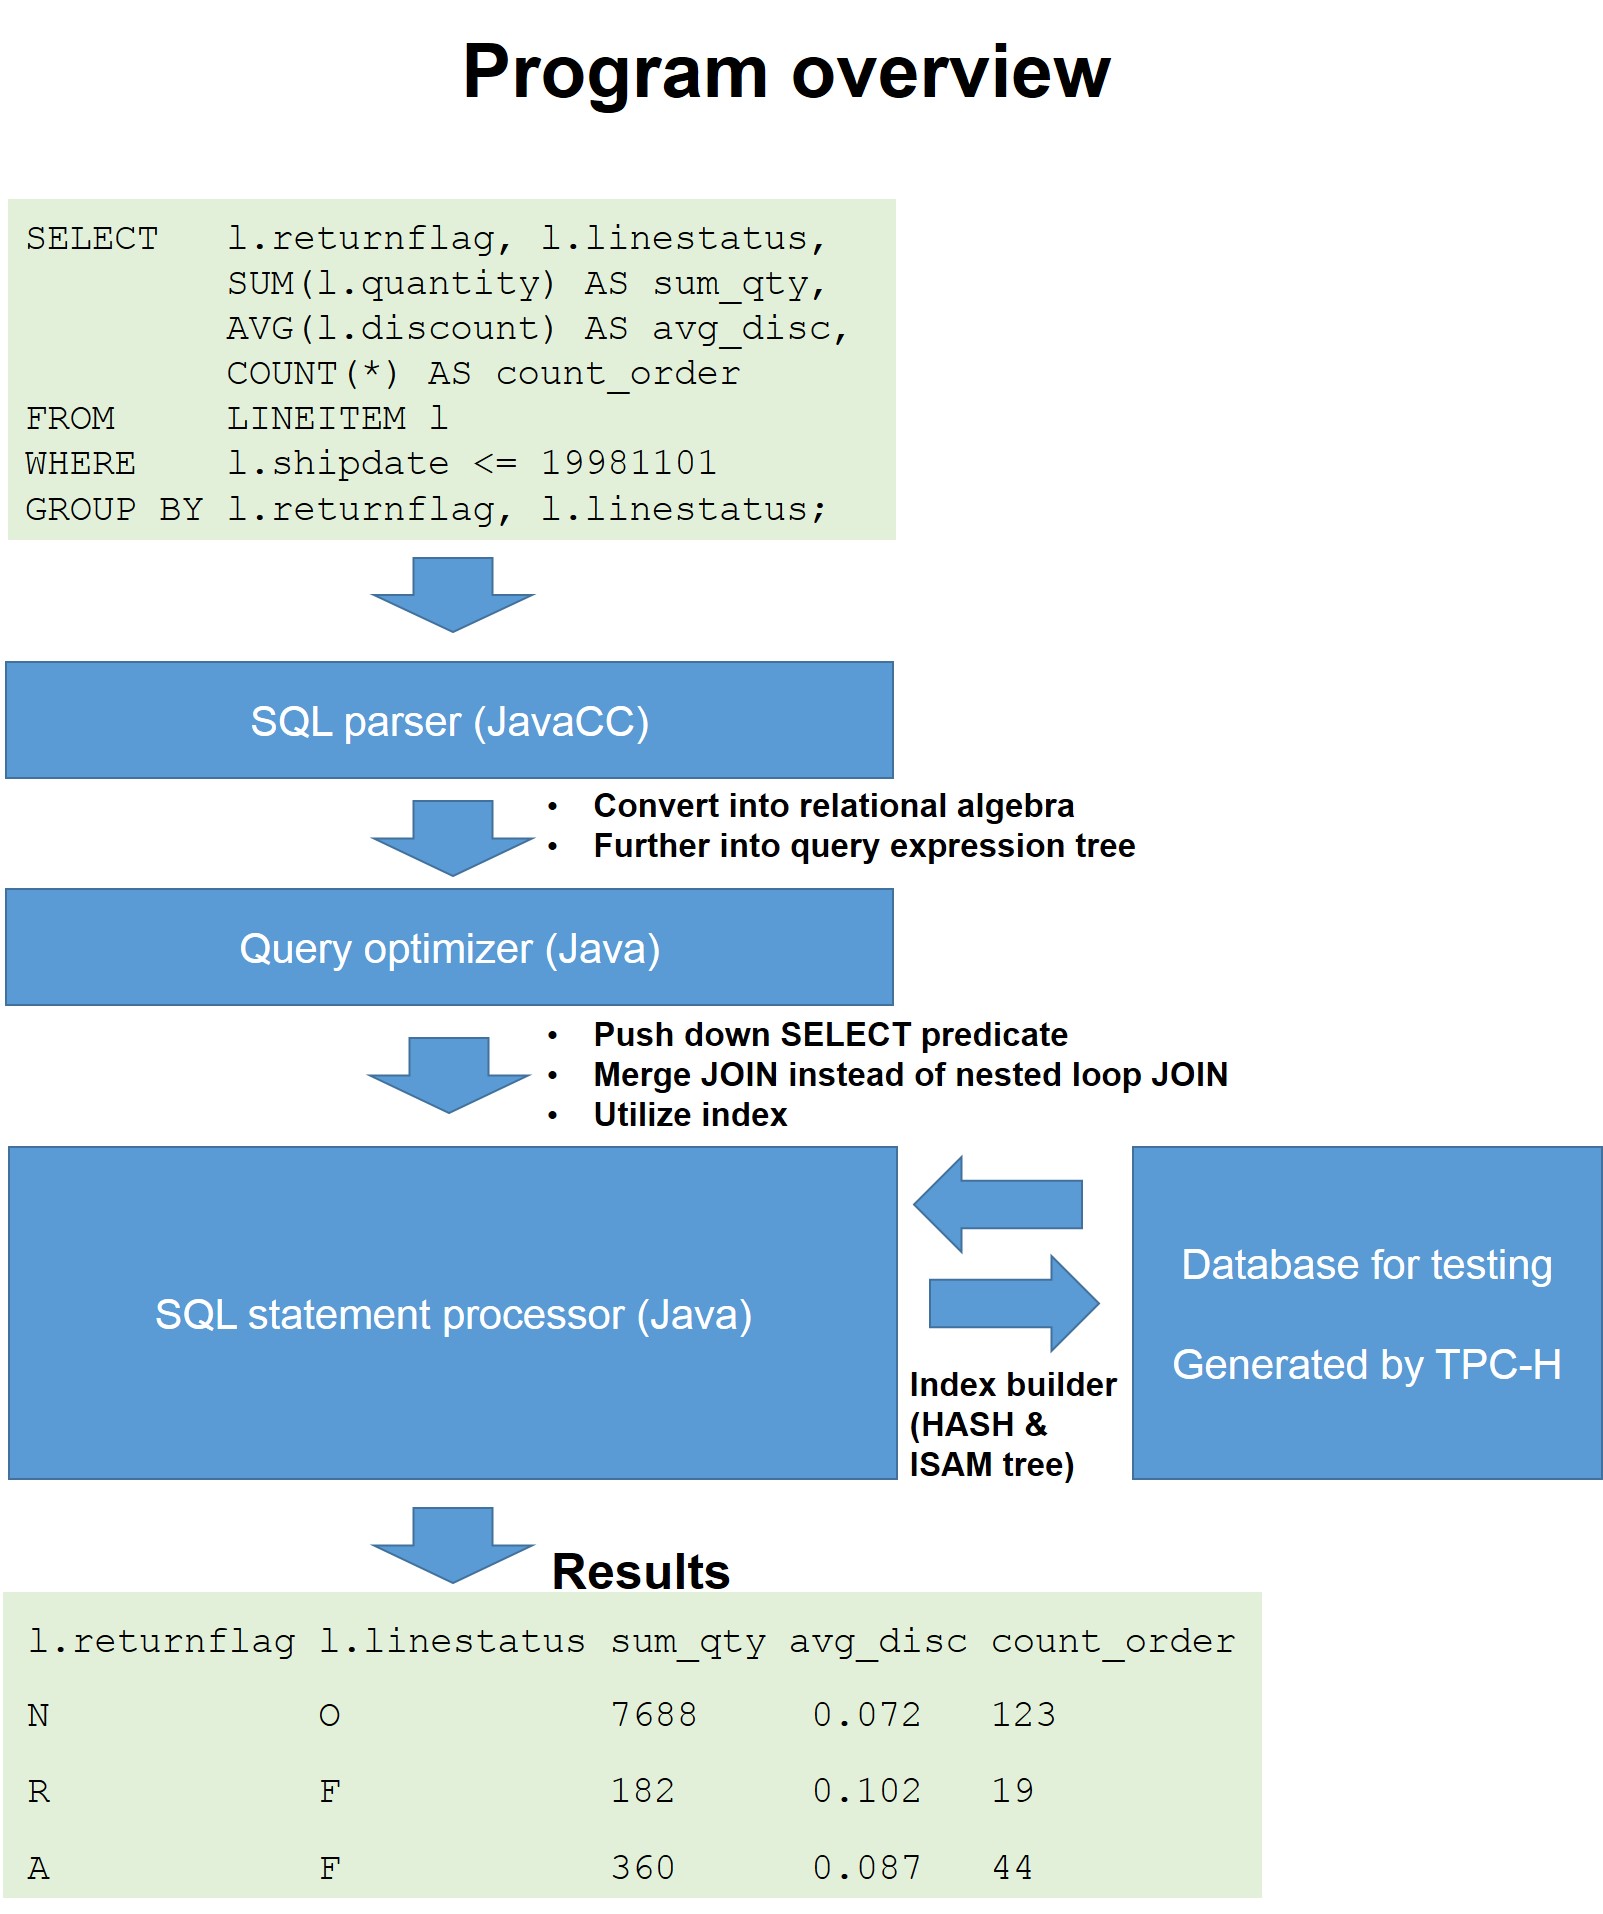 Program overview
SELECT l.returnflag, l.linestatus,
SUM(l.quantity) AS sum_qty,
AVG(l.discount) AS avg_disc,
COUNT(*) AS count_order
FROM LINEITEM l
WHERE l.shipdate <= 19981101
GROUP BY l.returnflag, l.linestatus;
SQL parser (JavaCC)
• Convert into relational algebra
• Further into query expression tree
Query optimizer (Java)
• Push down SELECT predicate
• Merge JOIN instead of nested loop JOIN
• Utilize index
SQL statement processor (Java)
Index builder
(HASH &
ISAM tree)
Database for testing
Generated by TPC-H
Results
l.returnflag l.linestatus sum_qty avg_disc count_order
N O 7688 0.072 123
R F 182 0.102 19
A F 360 0.087 44